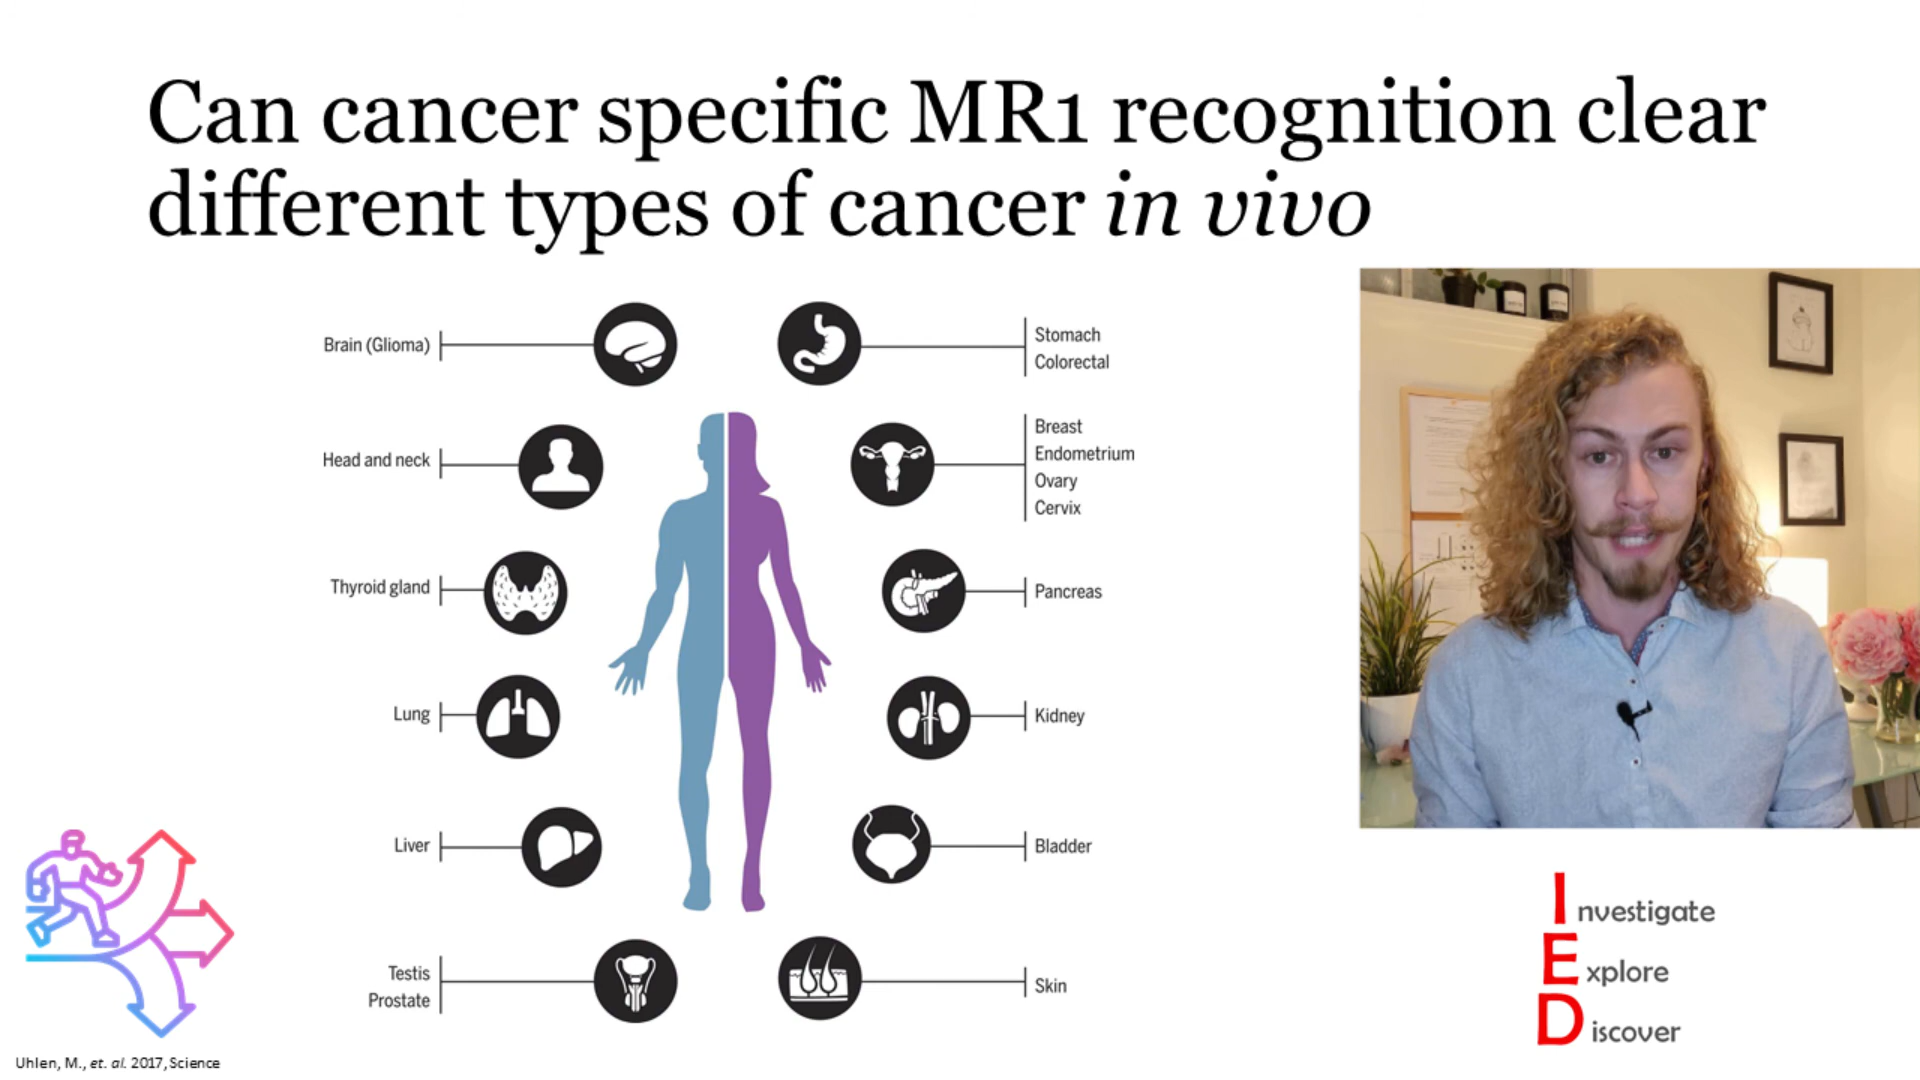 Can cancer specific MR1 recognition clear
different types of cancer in vivo
Brain (Glioma)
Head and neck
Thyroid gland
Lung
Liver
Testis
Prostate
Stomach
Colorectal
Breast
Endometrium
Ovary
Cervix
Pancreas
Kidney
Bladder
Skin
Investigate
Explore
Discover
Uhlen, M., et. al. 2017, Science